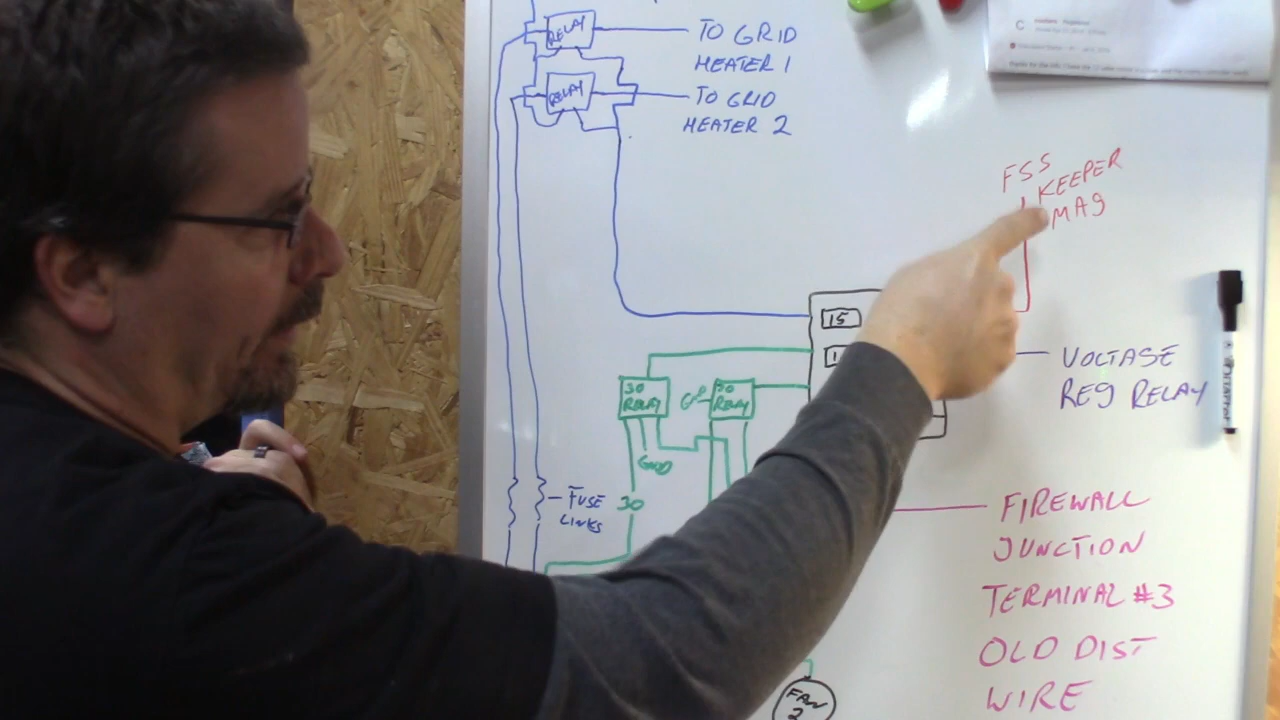 RELAY
TO GRID
HEATER 1
RELAY
TO GRID
HEATER 2
FSS
KEEPER
MAG
15
30
RELAY
RELAY
GND
VOLTAGE
REG RELAY
FUSE
LINKS
30
FIREWALL
JUNCTION
TERMINAL #3
OLD DIST
WIRE
FAN
2